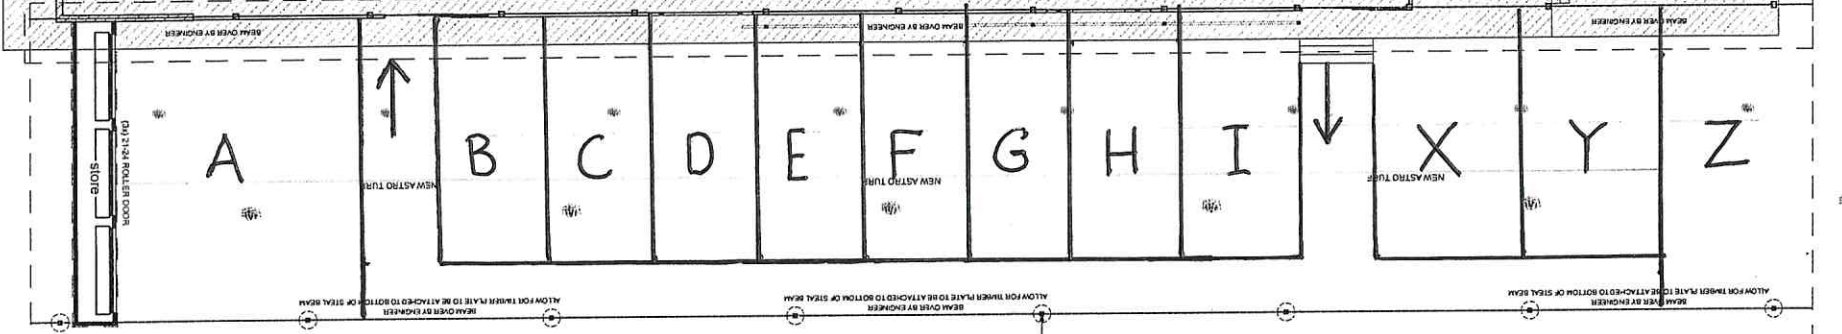 BEAM OVER BY ENGINEER
BEAM OVER BY ENGINEER
BEAM OVER BY ENGINEER
A
B
C
D
E
F
G
H
I
X
Y
Z
store
(3x) 21-24 ROLLER DOOR
NEW ASTRO TURF
NEW ASTRO TURF
NEW ASTRO TURF
ALLOW FOR TIMBER PLATE TO BE ATTACHED TO BOTTOM OF STEAL BEAM
BEAM OVER BY ENGINEER
ALLOW FOR TIMBER PLATE TO BE ATTACHED TO BOTTOM OF STEAL BEAM
BEAM OVER BY ENGINEER
ALLOW FOR TIMBER PLATE TO BE ATTACHED TO BOTTOM OF STEAL BEAM
BEAM OVER BY ENGINEER